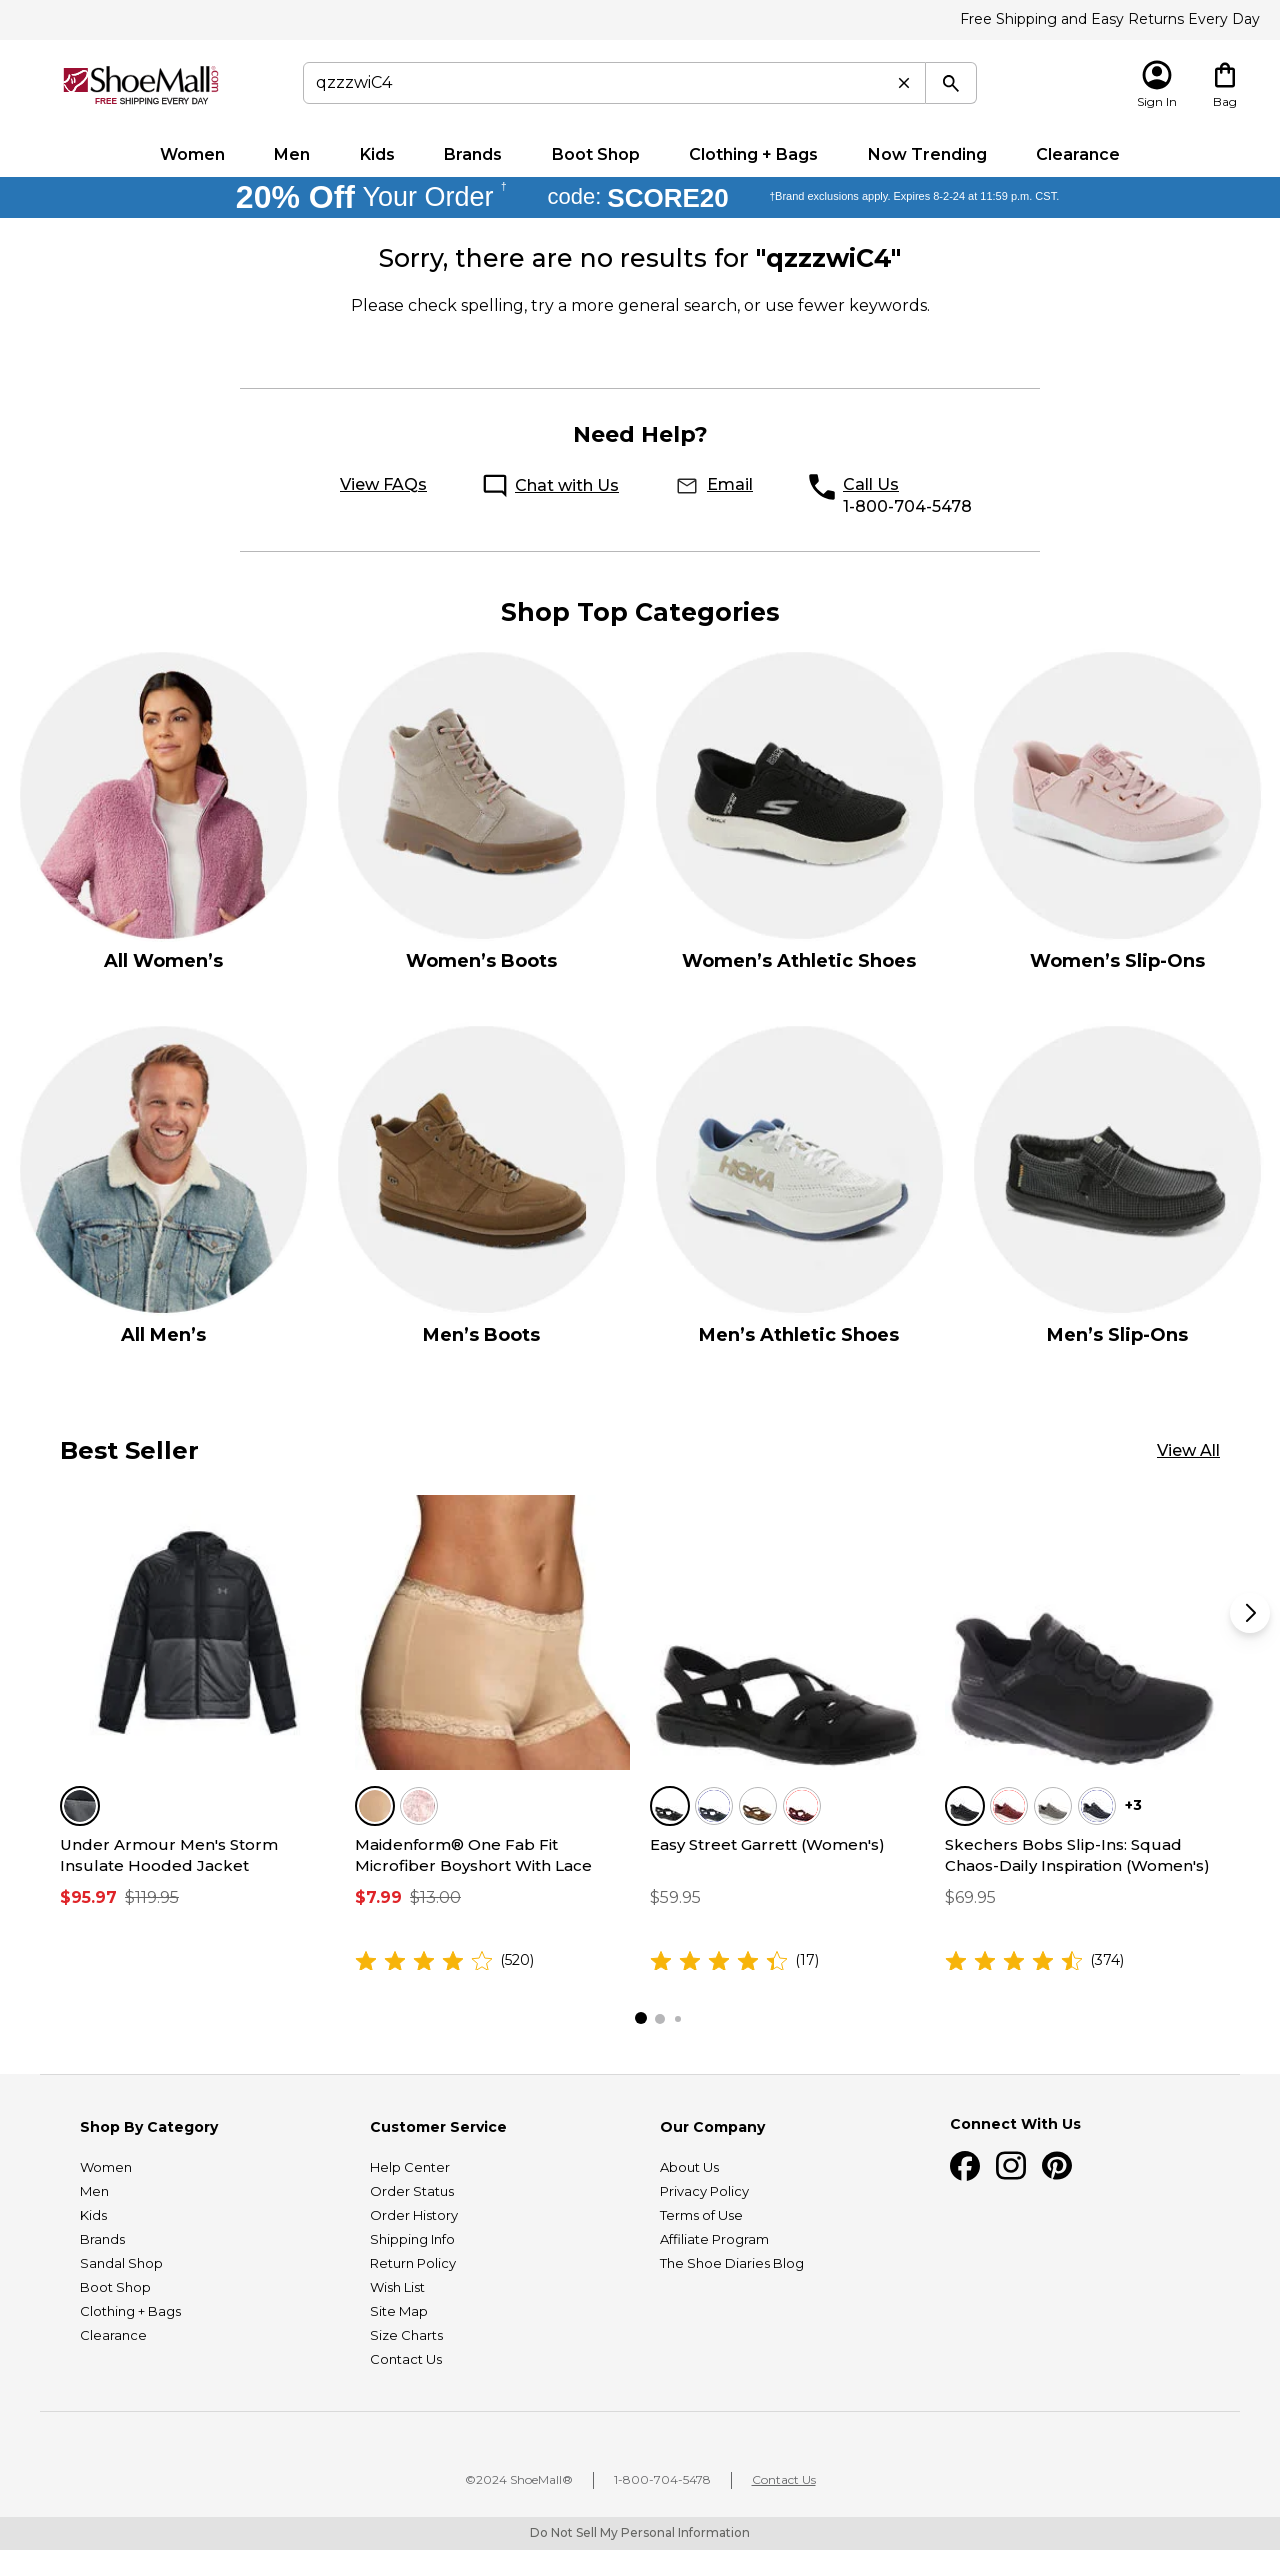 Free Shipping and Easy Returns Every Day
ShoeMall.com
FREE SHIPPING EVERY DAY
qzzzwiC4
Sign In
Bag
Women
Men
Kids
Brands
Boot Shop
Clothing + Bags
Now Trending
Clearance
20% Off Your Order † code: SCORE20 †Brand exclusions apply. Expires 8-2-24 at 11:59 p.m. CST.
Sorry, there are no results for "qzzzwiC4"
Please check spelling, try a more general search, or use fewer keywords.
Need Help?
View FAQs
Chat with Us
Email
Call Us
1-800-704-5478
Shop Top Categories
All Women’s
Women’s Boots
Women’s Athletic Shoes
Women’s Slip-Ons
HOKA
All Men’s
Men’s Boots
Men’s Athletic Shoes
Men’s Slip-Ons
Best Seller
View All
Under Armour Men's Storm
Insulate Hooded Jacket
$95.97 $119.95
Maidenform® One Fab Fit
Microfiber Boyshort With Lace
$7.99 $13.00
(520)
Easy Street Garrett (Women's)
$59.95
(17)
+3
Skechers Bobs Slip-Ins: Squad
Chaos-Daily Inspiration (Women's)
$69.95
(374)
Shop By Category
Women
Men
Kids
Brands
Sandal Shop
Boot Shop
Clothing + Bags
Clearance
Customer Service
Help Center
Order Status
Order History
Shipping Info
Return Policy
Wish List
Site Map
Size Charts
Contact Us
Our Company
About Us
Privacy Policy
Terms of Use
Affiliate Program
The Shoe Diaries Blog
Connect With Us
©2024 ShoeMall®
1-800-704-5478
Contact Us
Do Not Sell My Personal Information